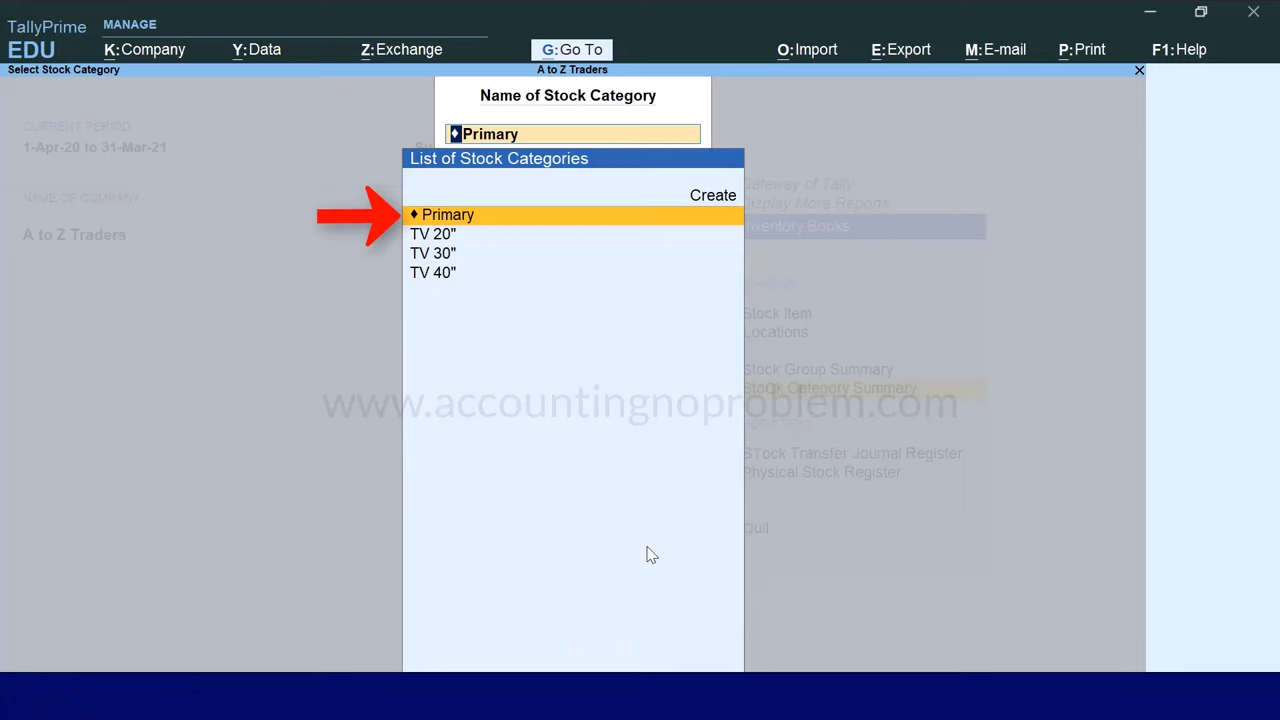 TallyPrime
EDU
MANAGE
K:Company
Y:Data
Z:Exchange
G:Go To
O:Import
E:Export
M:E-mail
P:Print
F1:Help
Select Stock Category
A to Z Traders
CURRENT PERIOD
1-Apr-20 to 31-Mar-21
NAME OF COMPANY
A to Z Traders
Name of Stock Category
♦ Primary
List of Stock Categories
Create
♦ Primary
TV 20"
TV 30"
TV 40"
Gateway of Tally
Display More Reports
Inventory Books
Stock Item
Locations
Stock Group Summary
Stock Category Summary
STock Transfer Journal Register
Physical Stock Register
Quit
www.accountingnoproblem.com